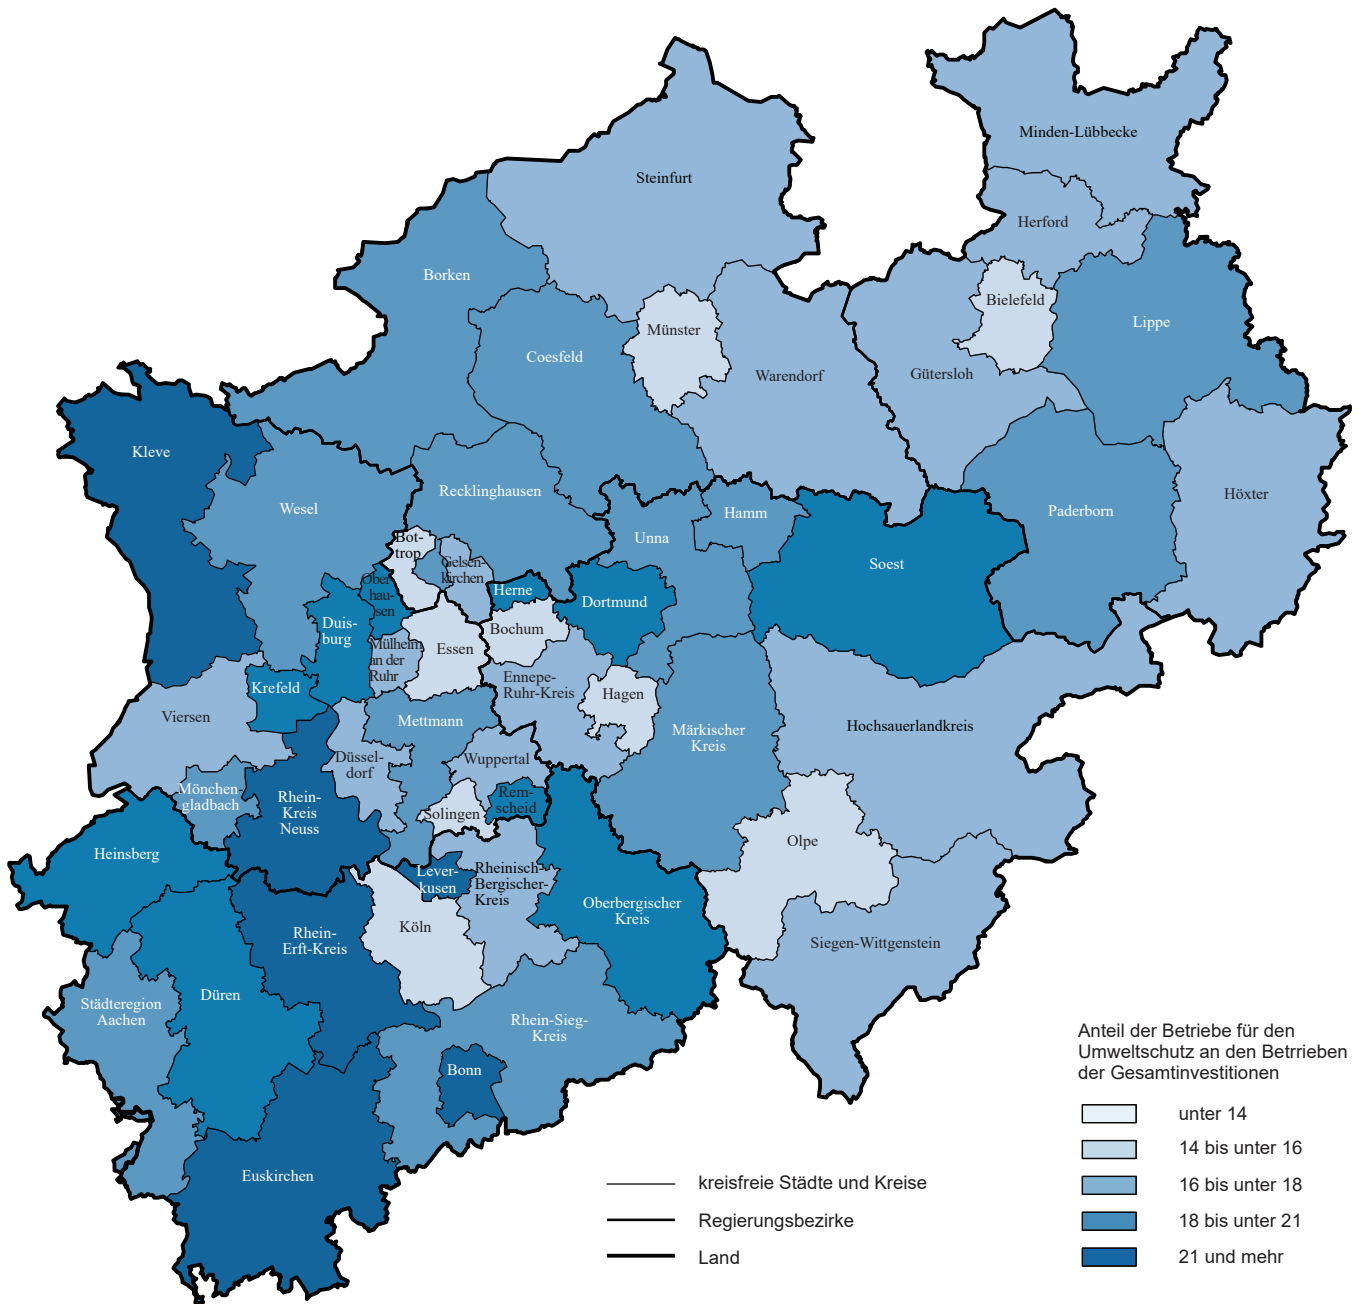 Minden-Lübbecke
Steinfurt
Herford
Borken
Bielefeld
Lippe
Münster
Coesfeld
Warendorf
Gütersloh
Kleve
Recklinghausen
Höxter
Wesel
Hamm
Paderborn
Unna
Bot-
trop
Gelsen-
kirchen
Soest
Ober-
hau-
sen
Herne
Dortmund
Duis-
burg
Bochum
Mülheim
an der
Ruhr
Essen
Ennepe-
Ruhr-Kreis
Hagen
Krefeld
Viersen
Mettmann
Märkischer
Kreis
Hochsauerlandkreis
Düssel-
dorf
Wuppertal
Mönchen-
gladbach
Rhein-
Kreis
Neuss
Rem-
scheid
Solingen
Olpe
Heinsberg
Lever-
kusen
Rheinisch-
Bergischer-
Kreis
Oberbergischer
Kreis
Köln
Rhein-
Erft-Kreis
Siegen-Wittgenstein
Düren
Städteregion
Aachen
Rhein-Sieg-
Kreis
Bonn
Euskirchen
Anteil der Betriebe für den
Umweltschutz an den Betrrieben
der Gesamtinvestitionen
unter 14
14 bis unter 16
16 bis unter 18
18 bis unter 21
21 und mehr
kreisfreie Städte und Kreise
Regierungsbezirke
Land